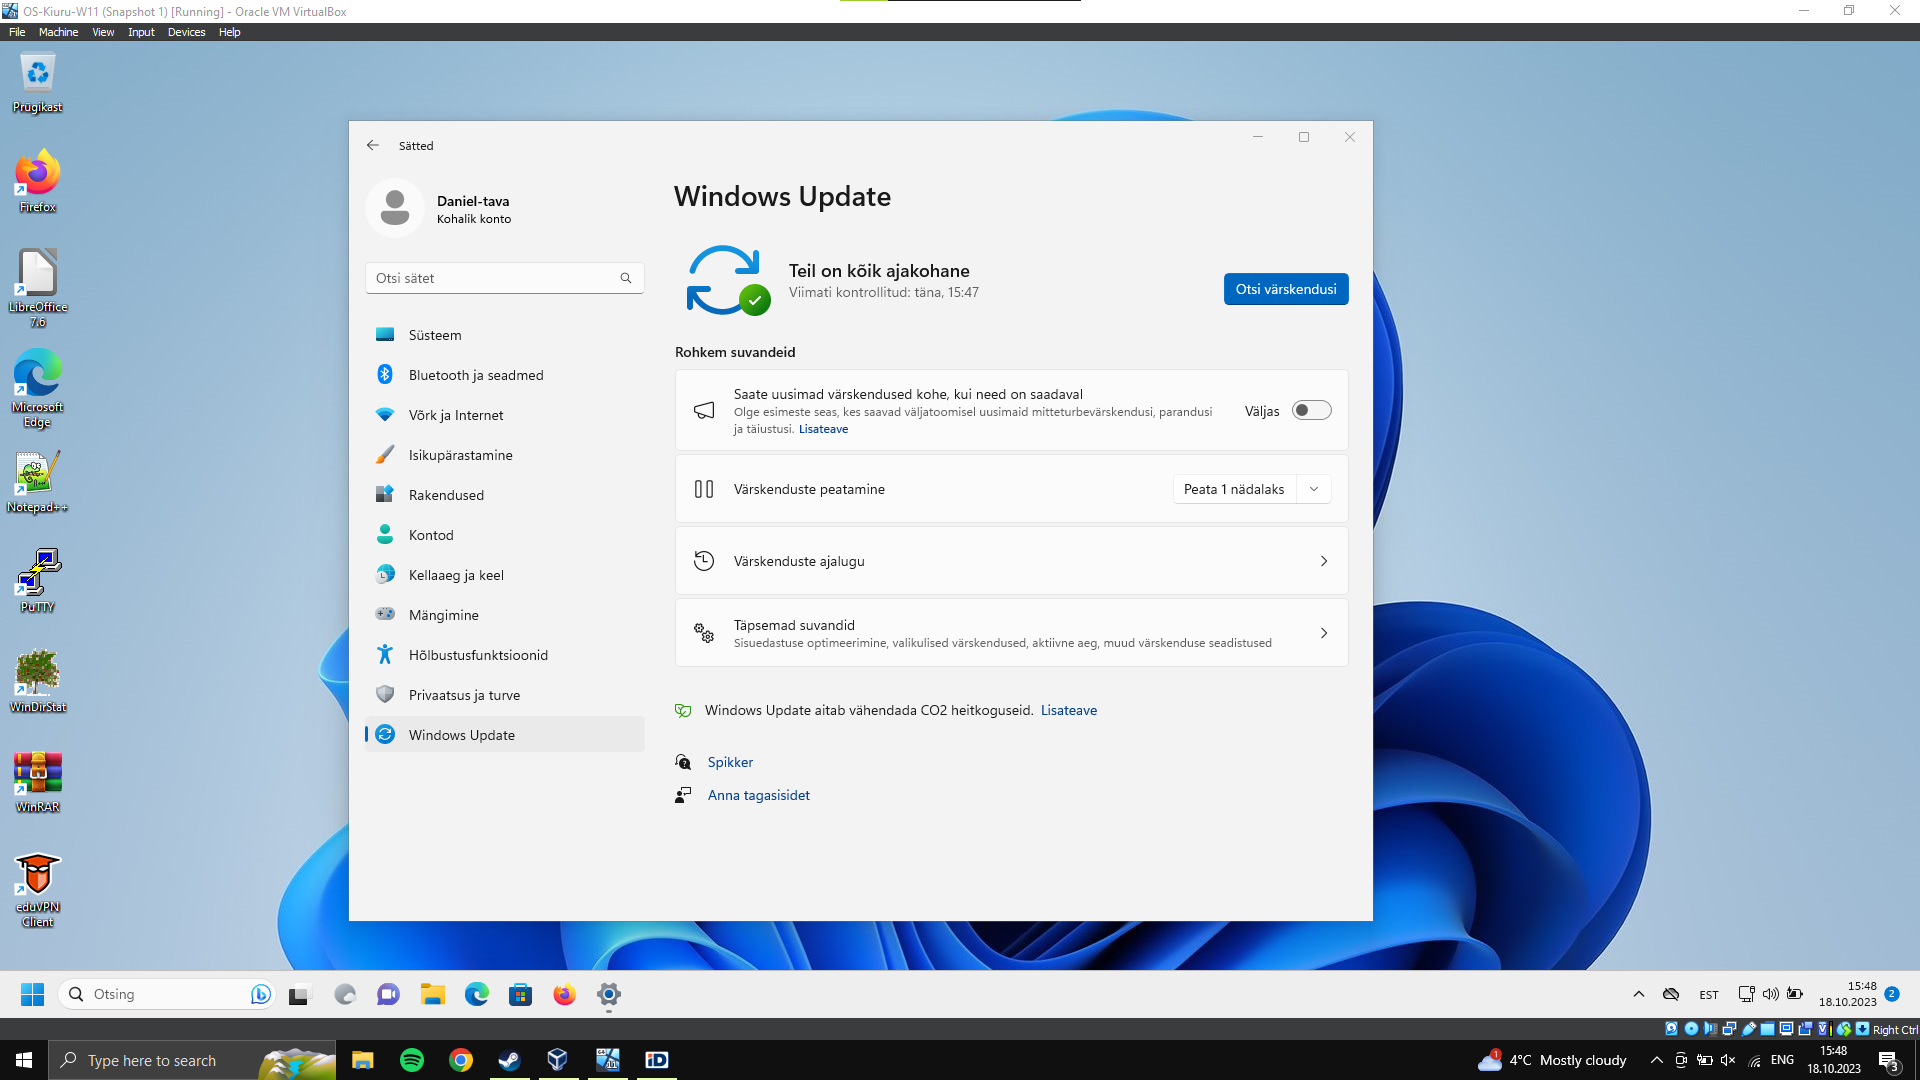 OS-Kiuru-W11 (Snapshot 1) [Running] - Oracle VM VirtualBox
File Machine View Input Devices Help
Prügikast
Firefox
LibreOffice
7.6
Microsoft
Edge
Notepad++
PuTTY
WinDirStat
WinRAR
eduVPN
Client
Sätted
Daniel-tava
Kohalik konto
Otsi sätet
Süsteem
Bluetooth ja seadmed
Võrk ja Internet
Isikupärastamine
Rakendused
Kontod
Kellaaeg ja keel
Mängimine
Hõlbustusfunktsioonid
Privaatsus ja turve
Windows Update
Windows Update
Teil on kõik ajakohane
Viimati kontrollitud: täna, 15:47
Otsi värskendusi
Rohkem suvandeid
Saate uusimad värskendused kohe, kui need on saadaval
Olge esimeste seas, kes saavad väljatoomisel uusimaid mitteturbevärskendusi, parandusi
ja täiustusi. Lisateave
Väljas
Värskenduste peatamine
Peata 1 nädalaks
Värskenduste ajalugu
Täpsemad suvandid
Sisuedastuse optimeerimine, valikulised värskendused, aktiivne aeg, muud värskenduse seadistused
Windows Update aitab vähendada CO2 heitkoguseid. Lisateave
Spikker
Anna tagasisidet
Otsing
EST
15:48
18.10.2023
2
Right Ctrl
Type here to search
iD
1
4°C Mostly cloudy
ENG
15:48
18.10.2023
3